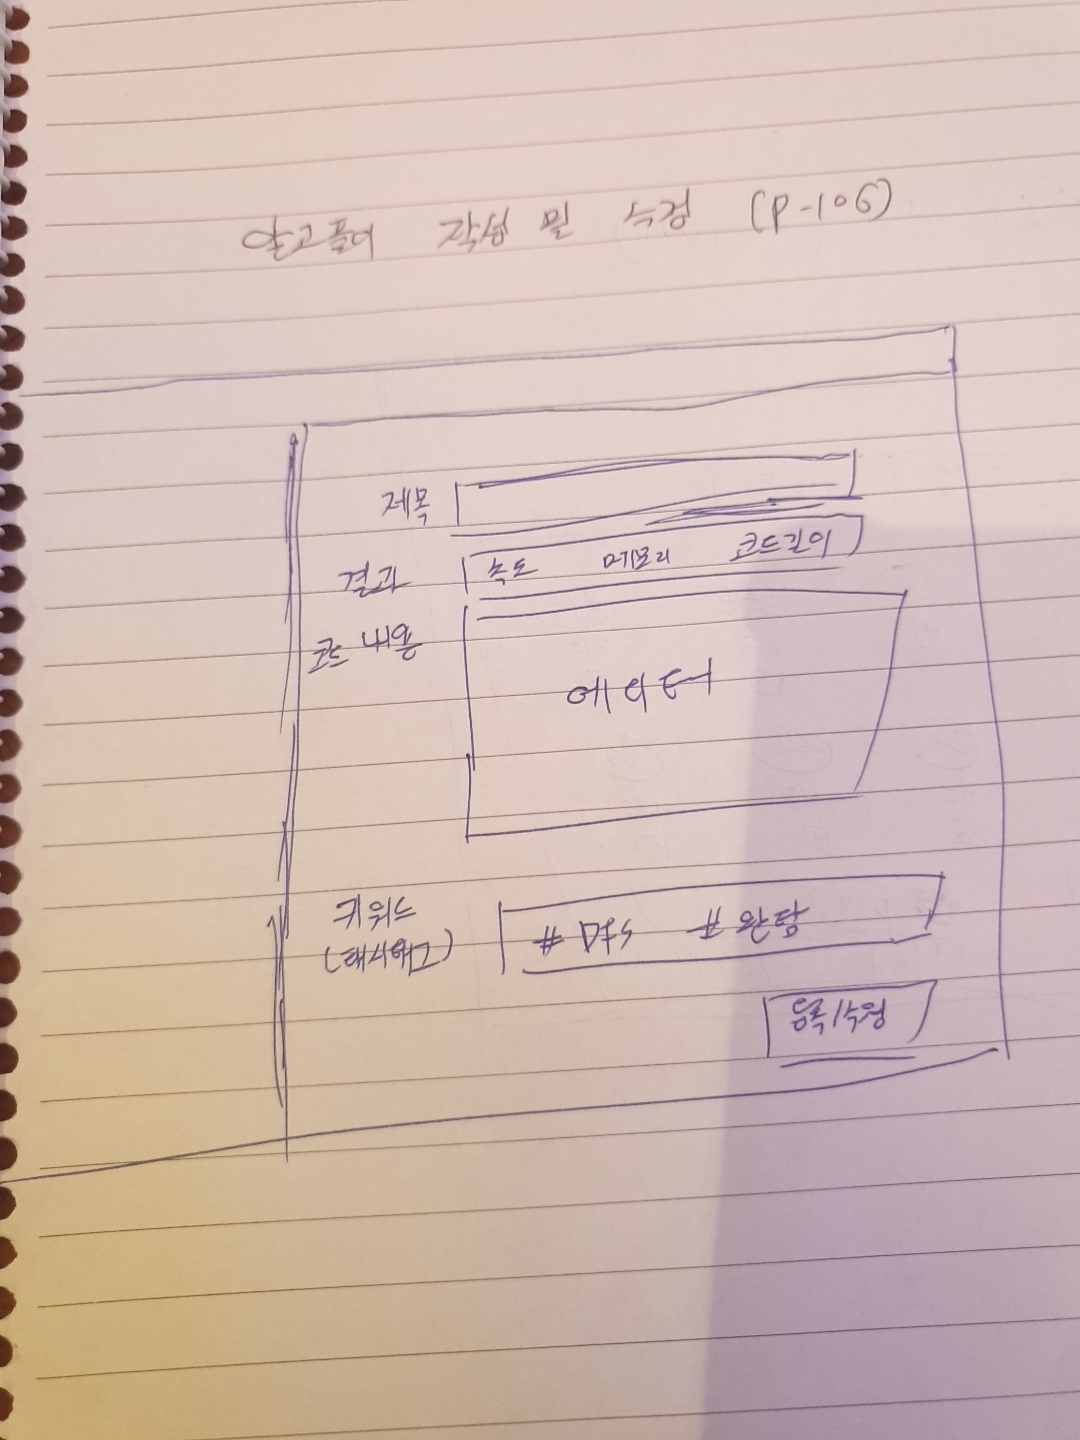 알고풀이 작성 및 수정 (P-106)
제목
결과 속도 메모리 코드길이
코드 내용
에디터
키워드
(해시태그)
# DFS # 완탐
등록/수정